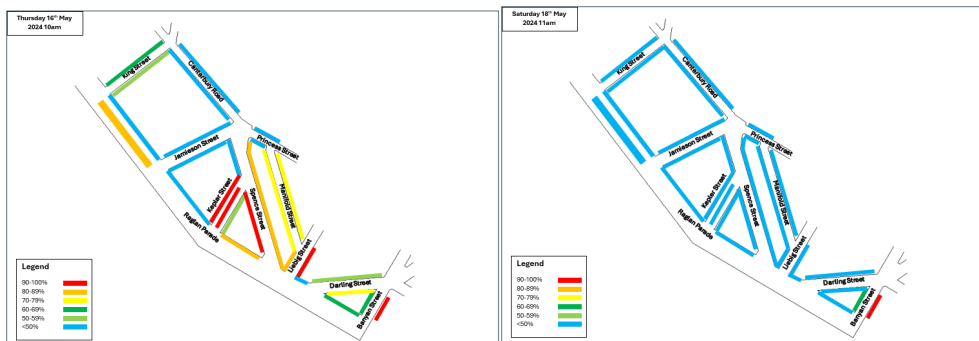 Thursday 16th May
2024 10am
King Street
Canterbury Road
Princess Street
Jamieson Street
Kepler Street
Spence Street
Manifold Street
Raglan Parade
Liebig Street
Darling Street
Banyan Street
Legend
90-100%
80-89%
70-79%
60-69%
50-59%
<50%
Saturday 18th May
2024 11am
King Street
Canterbury Road
Princess Street
Jamieson Street
Kepler Street
Spence Street
Manifold Street
Raglan Parade
Liebig Street
Darling Street
Banyan Street
Legend
90-100%
80-89%
70-79%
60-69%
50-59%
<50%